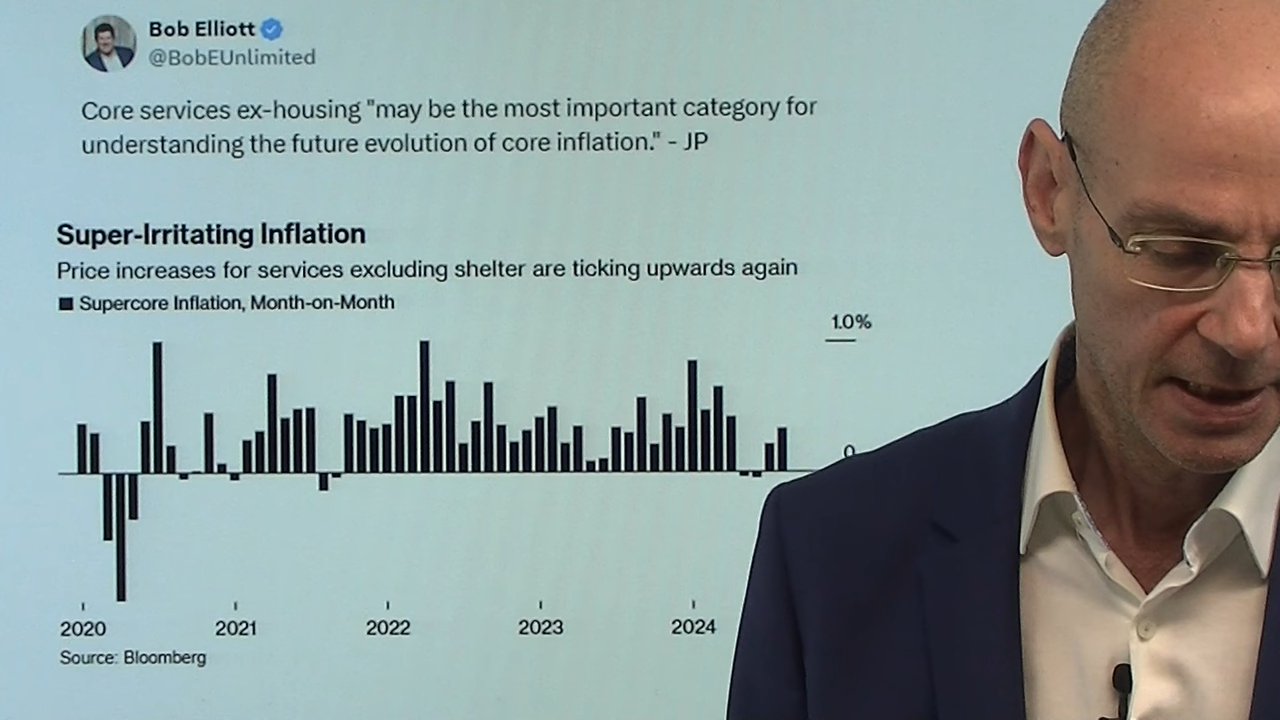 Bob Elliott
@BobEUnlimited
Core services ex-housing "may be the most important category for
understanding the future evolution of core inflation." - JP
Super-Irritating Inflation
Price increases for services excluding shelter are ticking upwards again
Supercore Inflation, Month-on-Month
1.0%
0
2020 2021 2022 2023 2024
Source: Bloomberg